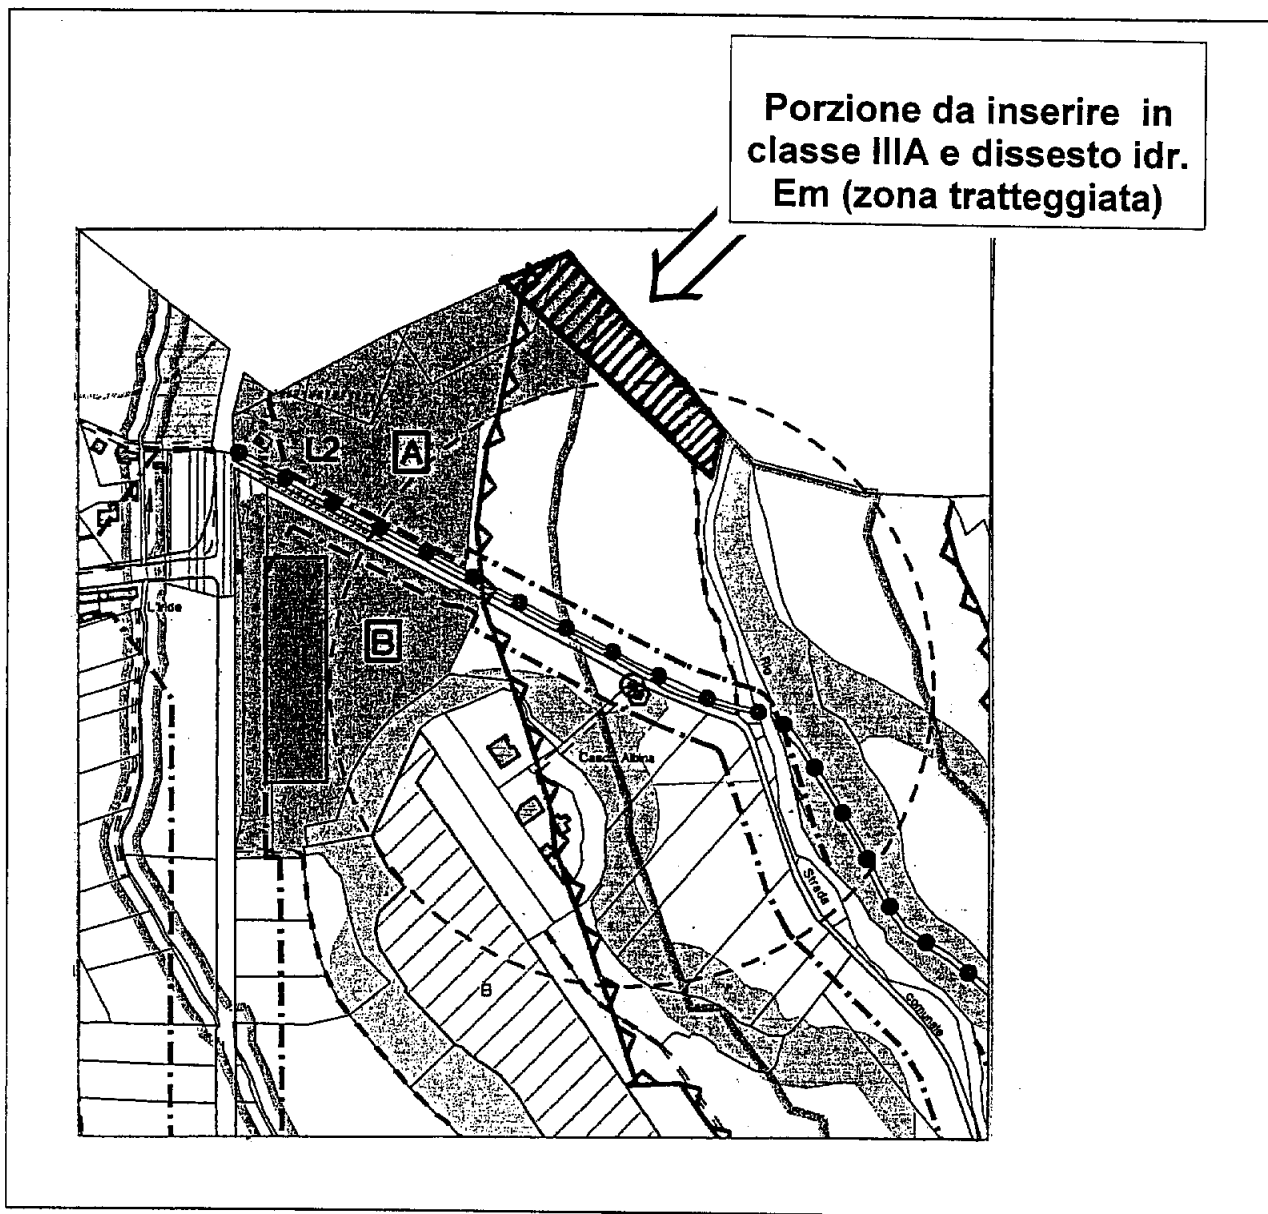 Porzione da inserire in
classe IIIA e dissesto idr.
Em (zona tratteggiata)
L2
A
B
Strada
comunale
B